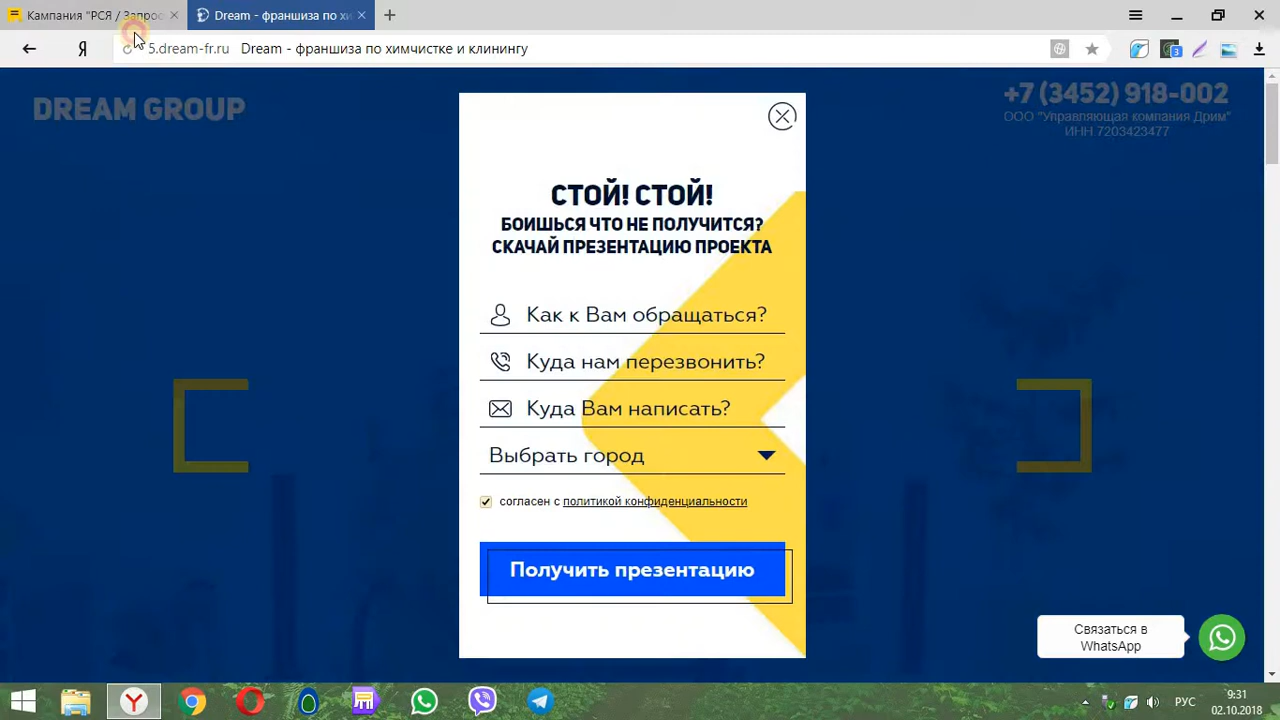 Кампания "РСЯ / Запрос
Dream - франшиза по хи
Я
5.dream-fr.ru Dream - франшиза по химчистке и клинингу
3
DREAM GROUP
+7 (3452) 918-002
ООО "Управляющая компания Дрим"
ИНН 7203423477
СТОЙ! СТОЙ!
БОИШЬСЯ ЧТО НЕ ПОЛУЧИТСЯ?
СКАЧАЙ ПРЕЗЕНТАЦИЮ ПРОЕКТА
Как к Вам обращаться?
Куда нам перезвонить?
Куда Вам написать?
Выбрать город
согласен с политикой конфиденциальности
Получить презентацию
Связаться в
WhatsApp
РУС
9:31
02.10.2018